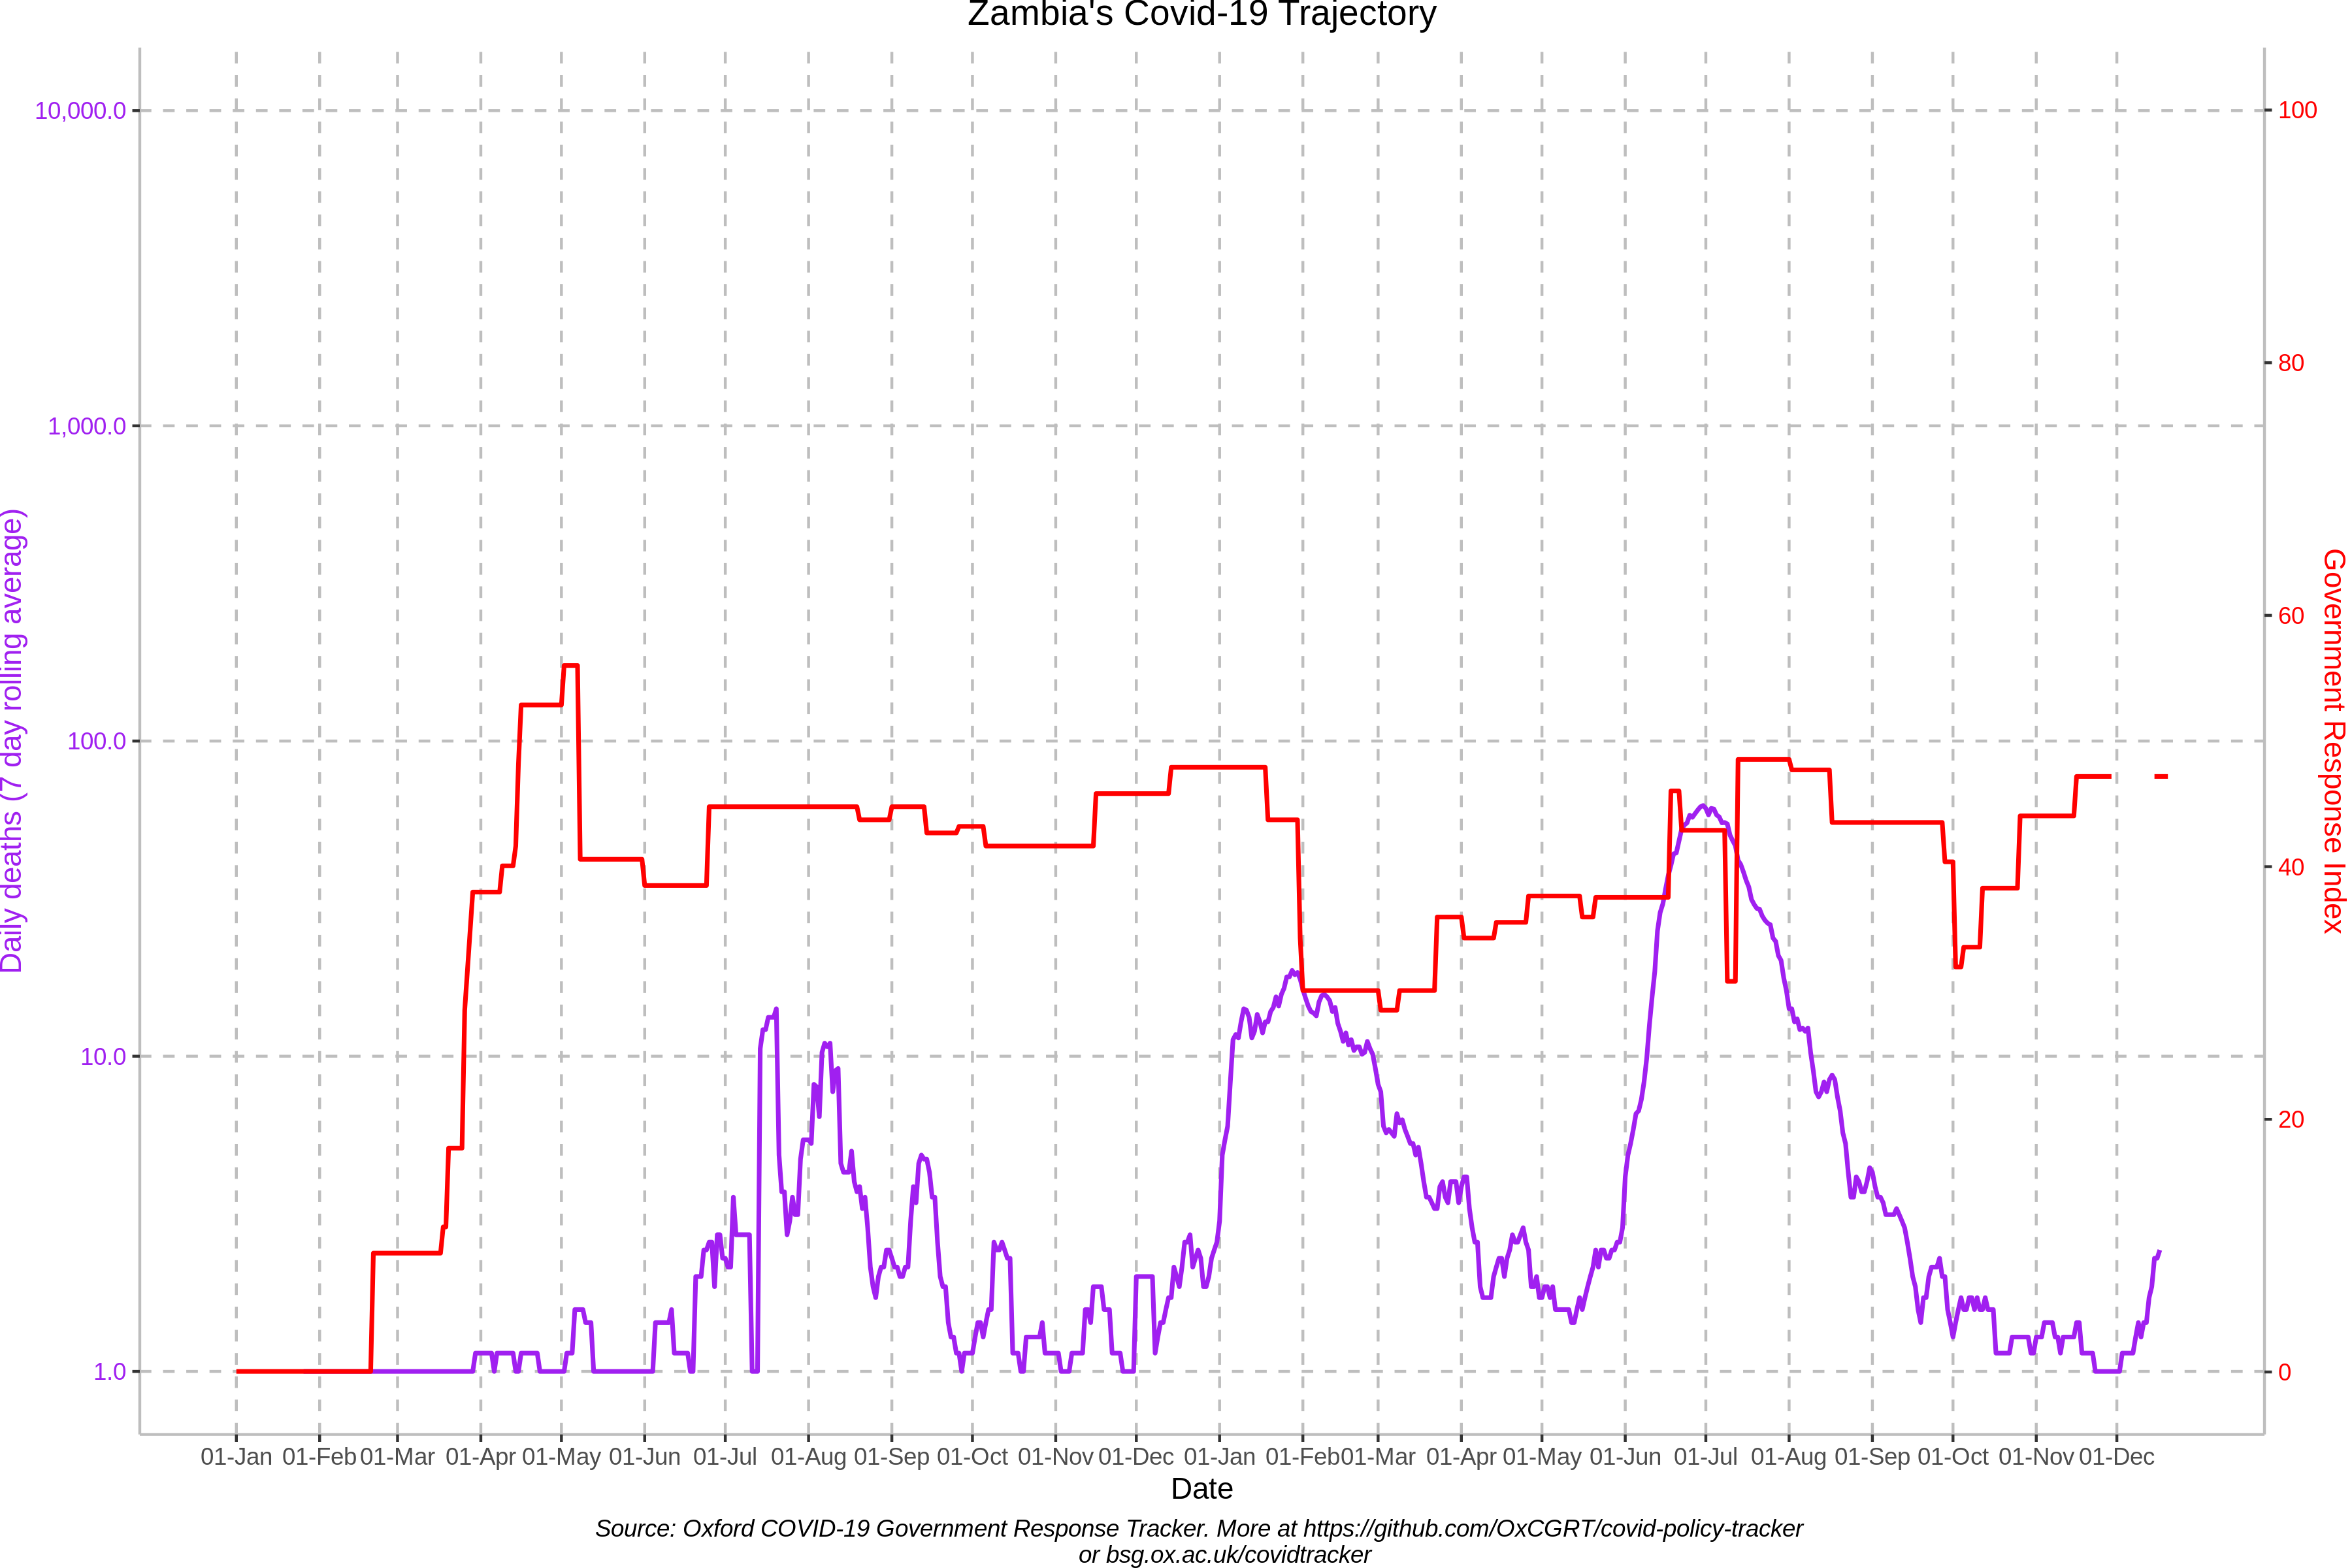 Zambia's Covid-19 Trajectory
10,000.0
1,000.0
100.0
10.0
1.0
Daily deaths (7 day rolling average)
100
80
60
40
20
0
Government Response Index
01-Jan 01-Feb 01-Mar 01-Apr 01-May 01-Jun 01-Jul 01-Aug 01-Sep 01-Oct 01-Nov 01-Dec 01-Jan 01-Feb 01-Mar 01-Apr 01-May 01-Jun 01-Jul 01-Aug 01-Sep 01-Oct 01-Nov 01-Dec
Date
Source: Oxford COVID-19 Government Response Tracker. More at https://github.com/OxCGRT/covid-policy-tracker
or bsg.ox.ac.uk/covidtracker